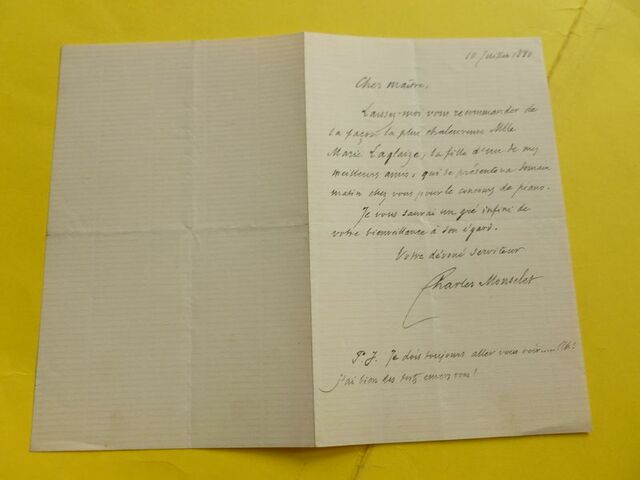 10 Juillet 1880
Cher maître,
Laissez-moi vous recommander de
la façon la plus chaleureuse Mlle
Marie Laglaize, la fille d'un de mes
meilleurs amis, qui se présentera demain
matin chez vous pour le concours de piano.
Je vous saurai un gré infini de
votre bienveillance à son égard.
Votre dévoué serviteur
Charles Monselet
P.S. Je dois toujours aller vous voir.....
j'ai bien des torts envers vous!